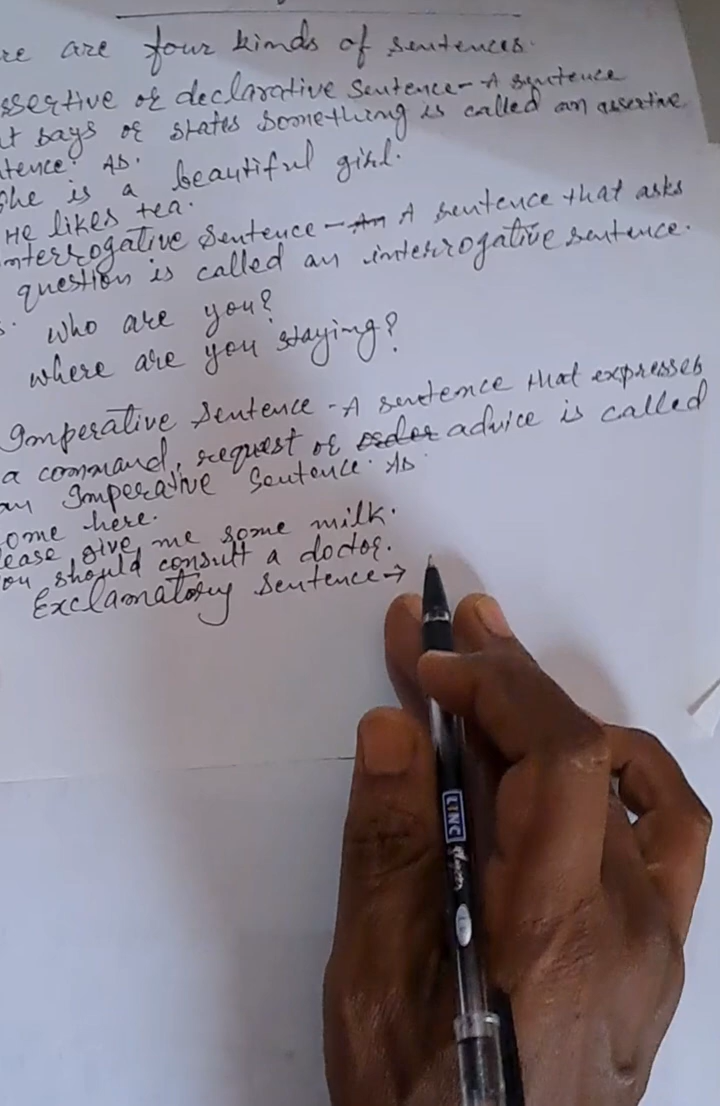 re are four kinds of sentences.
ssertive or declarative sentence - A sentence
at says or states something is called an assertive
tence. As.
She is a beautiful girl.
He likes tea.
nterrogative Sentence - An A sentence that asks
question is called an interrogative sentence.
s. Who are you?
where are you staying?
Imperative Sentence - A sentence that expresses
a command, request or order advice is called
an Imperative Sentence. As
ome here.
lease give me some milk.
ou should consult a doctor.
Exclamatory sentence →
LINC